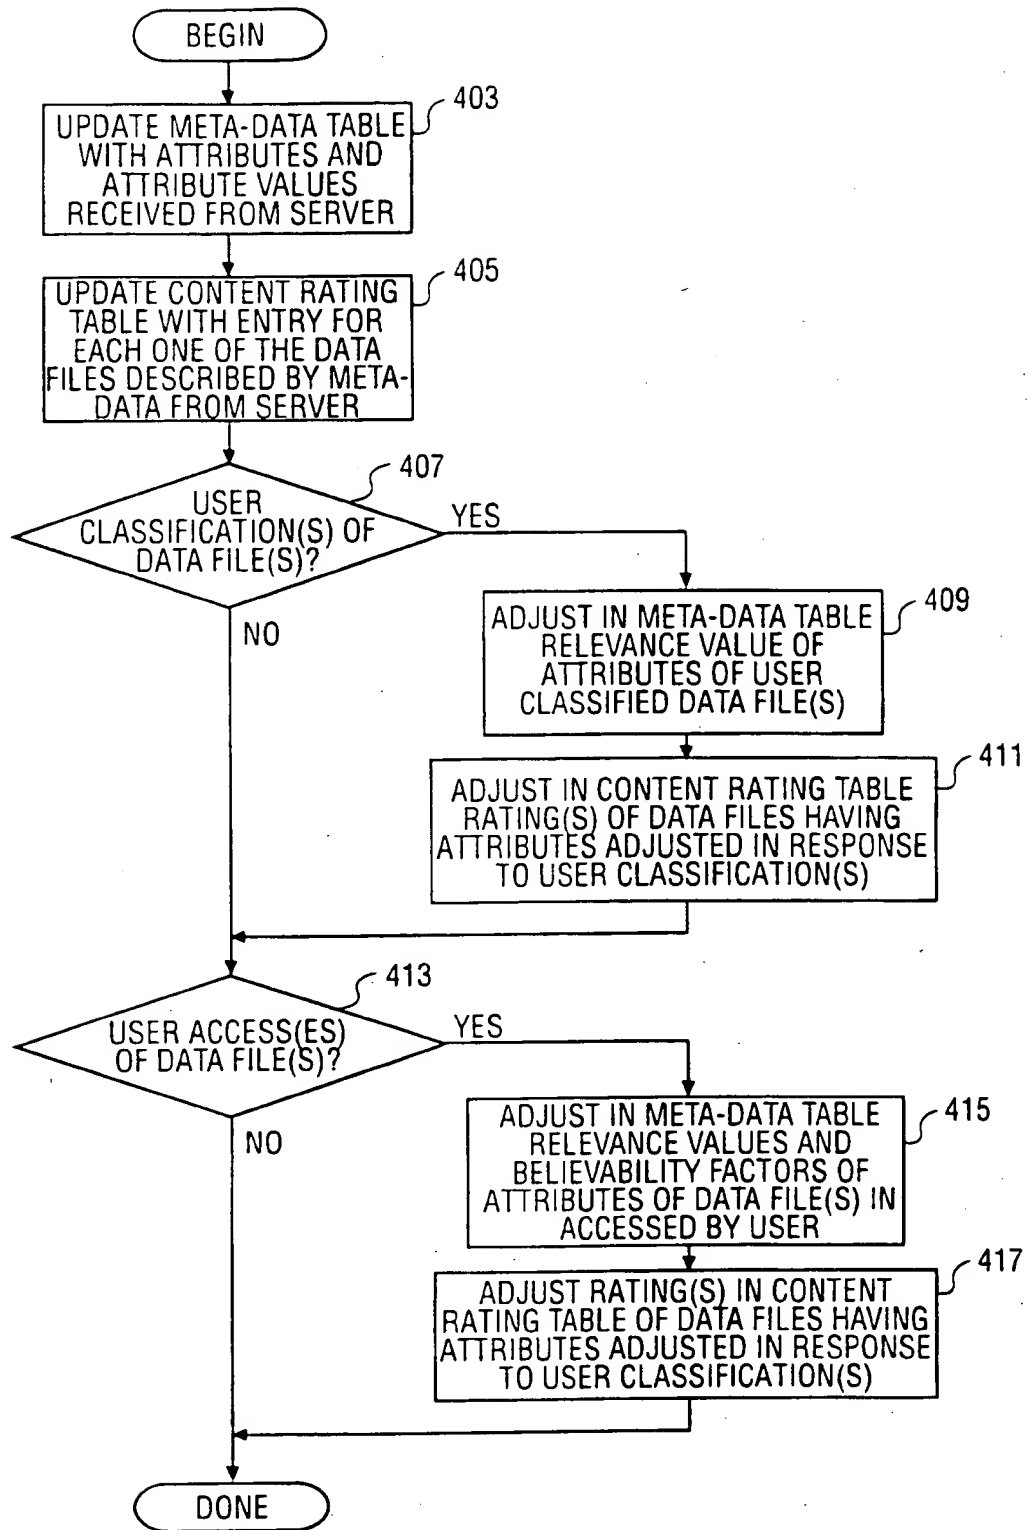 BEGIN
403
UPDATE META-DATA TABLE
WITH ATTRIBUTES AND
ATTRIBUTE VALUES
RECEIVED FROM SERVER
405
UPDATE CONTENT RATING
TABLE WITH ENTRY FOR
EACH ONE OF THE DATA
FILES DESCRIBED BY META-
DATA FROM SERVER
407
USER
CLASSIFICATION(S) OF
DATA FILE(S)?
YES
NO
409
ADJUST IN META-DATA TABLE
RELEVANCE VALUE OF
ATTRIBUTES OF USER
CLASSIFIED DATA FILE(S)
411
ADJUST IN CONTENT RATING TABLE
RATING(S) OF DATA FILES HAVING
ATTRIBUTES ADJUSTED IN RESPONSE
TO USER CLASSIFICATION(S)
413
USER ACCESS(ES)
OF DATA FILE(S)?
YES
NO
415
ADJUST IN META-DATA TABLE
RELEVANCE VALUES AND
BELIEVABILITY FACTORS OF
ATTRIBUTES OF DATA FILE(S) IN
ACCESSED BY USER
417
ADJUST RATING(S) IN CONTENT
RATING TABLE OF DATA FILES HAVING
ATTRIBUTES ADJUSTED IN RESPONSE
TO USER CLASSIFICATION(S)
DONE